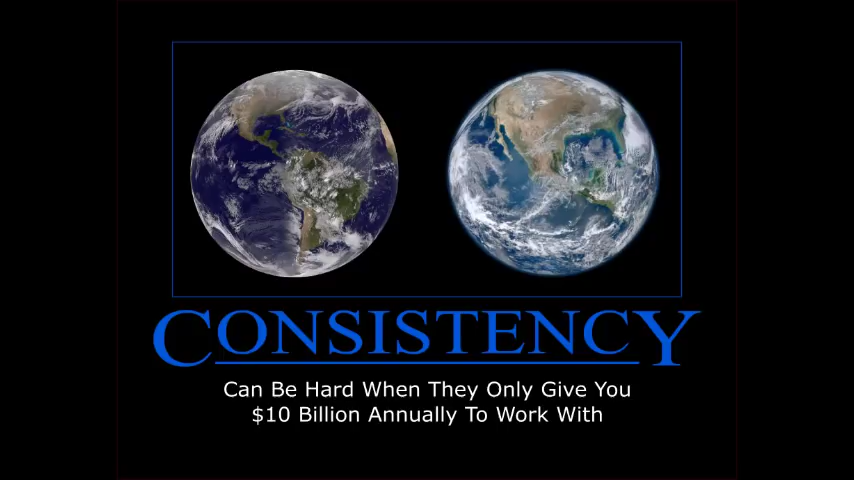 CONSISTENCY
Can Be Hard When They Only Give You
$10 Billion Annually To Work With